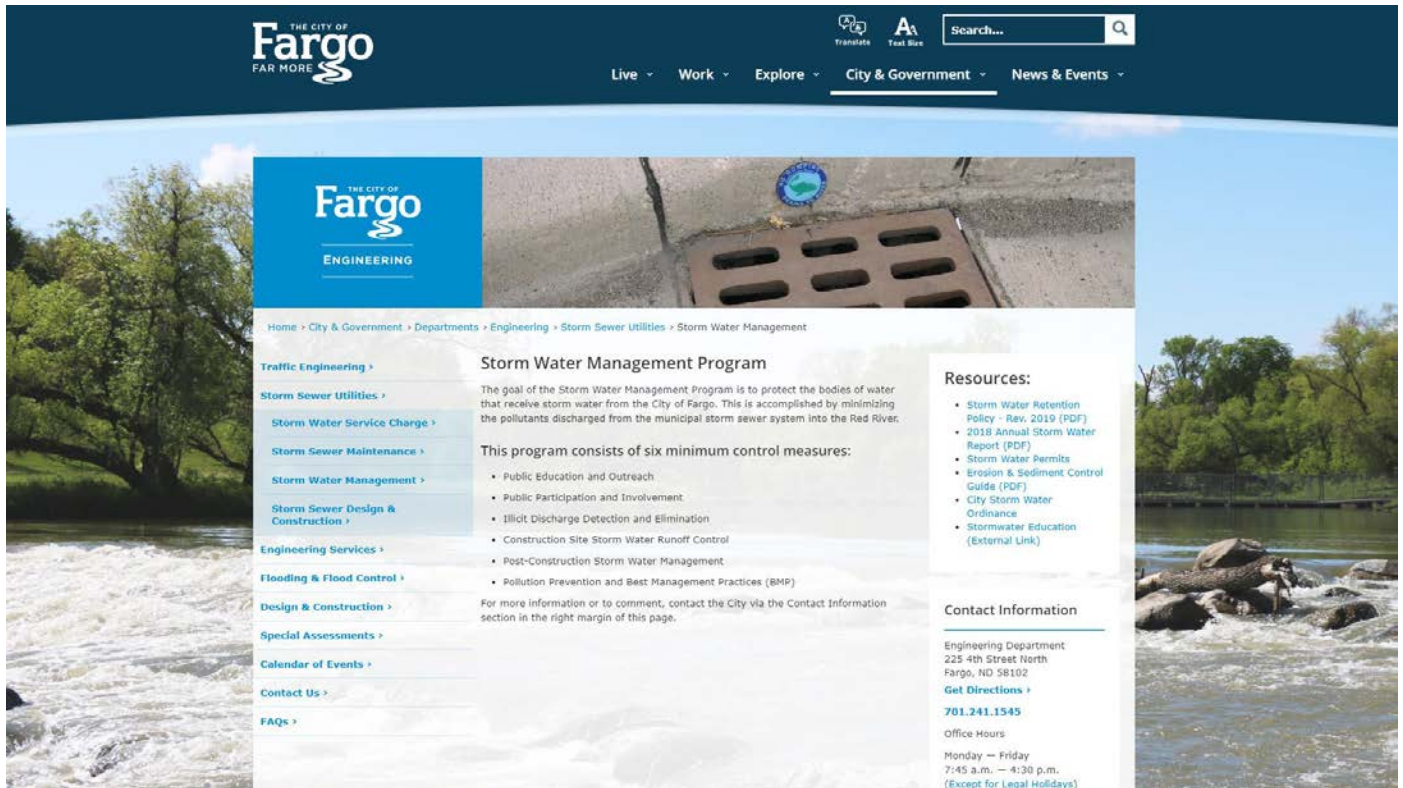 THE CITY OF
Fargo
FAR MORE
Translate
Text Size
Search...
Live
Work
Explore
City & Government
News & Events
THE CITY OF
Fargo
ENGINEERING
Home › City & Government › Departments › Engineering › Storm Sewer Utilities › Storm Water Management
Traffic Engineering ›
Storm Sewer Utilities ›
Storm Water Service Charge ›
Storm Sewer Maintenance ›
Storm Water Management ›
Storm Sewer Design &
Construction ›
Engineering Services ›
Flooding & Flood Control ›
Design & Construction ›
Special Assessments ›
Calendar of Events ›
Contact Us ›
FAQs ›
Storm Water Management Program
The goal of the Storm Water Management Program is to protect the bodies of water
that receive storm water from the City of Fargo. This is accomplished by minimizing
the pollutants discharged from the municipal storm sewer system into the Red River.
This program consists of six minimum control measures:
• Public Education and Outreach
• Public Participation and Involvement
• Illicit Discharge Detection and Elimination
• Construction Site Storm Water Runoff Control
• Post-Construction Storm Water Management
• Pollution Prevention and Best Management Practices (BMP)
For more information or to comment, contact the City via the Contact Information
section in the right margin of this page.
Resources:
• Storm Water Retention
Policy - Rev. 2019 (PDF)
• 2018 Annual Storm Water
Report (PDF)
• Storm Water Permits
• Erosion & Sediment Control
Guide (PDF)
• City Storm Water
Ordinance
• Stormwater Education
(External Link)
Contact Information
Engineering Department
225 4th Street North
Fargo, ND 58102
Get Directions ›
701.241.1545
Office Hours
Monday — Friday
7:45 a.m. — 4:30 p.m.
(Except for Legal Holidays)